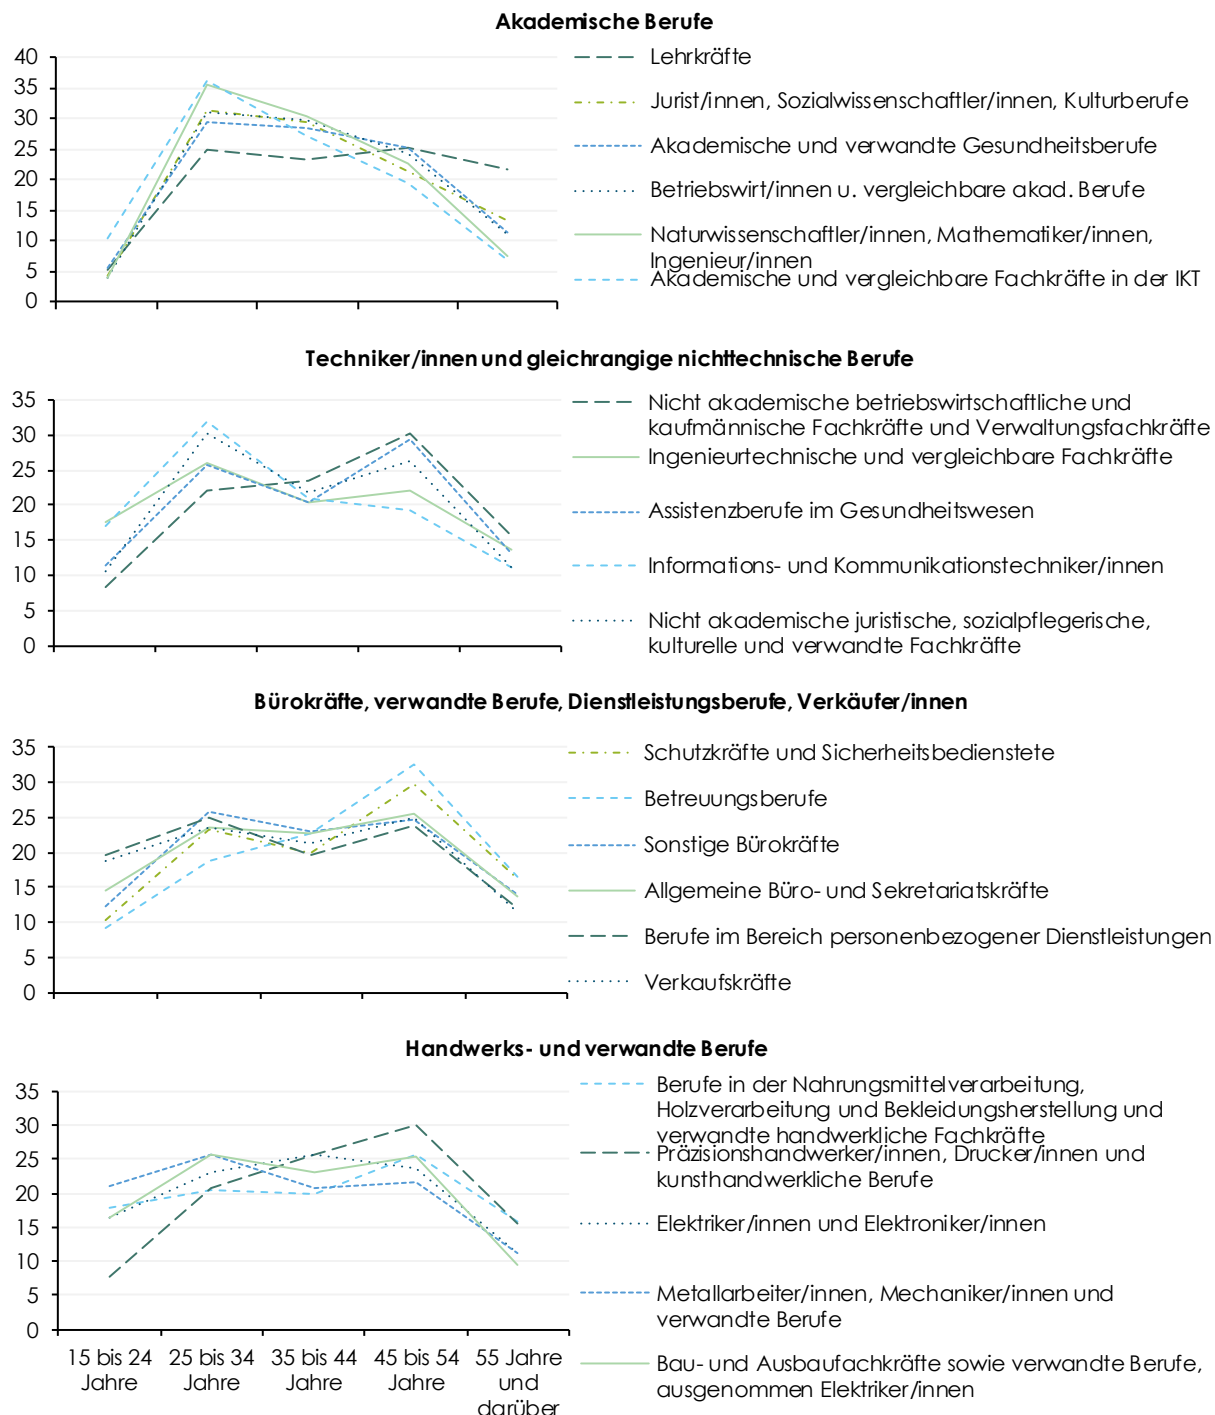 Akademische Berufe
40
35
30
25
20
15
10
5
0
Lehrkräfte
Jurist/innen, Sozialwissenschaftler/innen, Kulturberufe
Akademische und verwandte Gesundheitsberufe
Betriebswirt/innen u. vergleichbare akad. Berufe
Naturwissenschaftler/innen, Mathematiker/innen,
Ingenieur/innen
Akademische und vergleichbare Fachkräfte in der IKT
Techniker/innen und gleichrangige nichttechnische Berufe
35
30
25
20
15
10
5
0
Nicht akademische betriebswirtschaftliche und
kaufmännische Fachkräfte und Verwaltungsfachkräfte
Ingenieurtechnische und vergleichbare Fachkräfte
Assistenzberufe im Gesundheitswesen
Informations- und Kommunikationstechniker/innen
Nicht akademische juristische, sozialpflegerische,
kulturelle und verwandte Fachkräfte
Bürokräfte, verwandte Berufe, Dienstleistungsberufe, Verkäufer/innen
35
30
25
20
15
10
5
0
Schutzkräfte und Sicherheitsbedienstete
Betreuungsberufe
Sonstige Bürokräfte
Allgemeine Büro- und Sekretariatskräfte
Berufe im Bereich personenbezogener Dienstleistungen
Verkaufskräfte
Handwerks- und verwandte Berufe
35
30
25
20
15
10
5
0
15 bis 24
Jahre
25 bis 34
Jahre
35 bis 44
Jahre
45 bis 54
Jahre
55 Jahre
und
darüber
Berufe in der Nahrungsmittelverarbeitung,
Holzverarbeitung und Bekleidungsherstellung und
verwandte handwerkliche Fachkräfte
Präzisionshandwerker/innen, Drucker/innen und
kunsthandwerkliche Berufe
Elektriker/innen und Elektroniker/innen
Metallarbeiter/innen, Mechaniker/innen und
verwandte Berufe
Bau- und Ausbaufachkräfte sowie verwandte Berufe,
ausgenommen Elektriker/innen